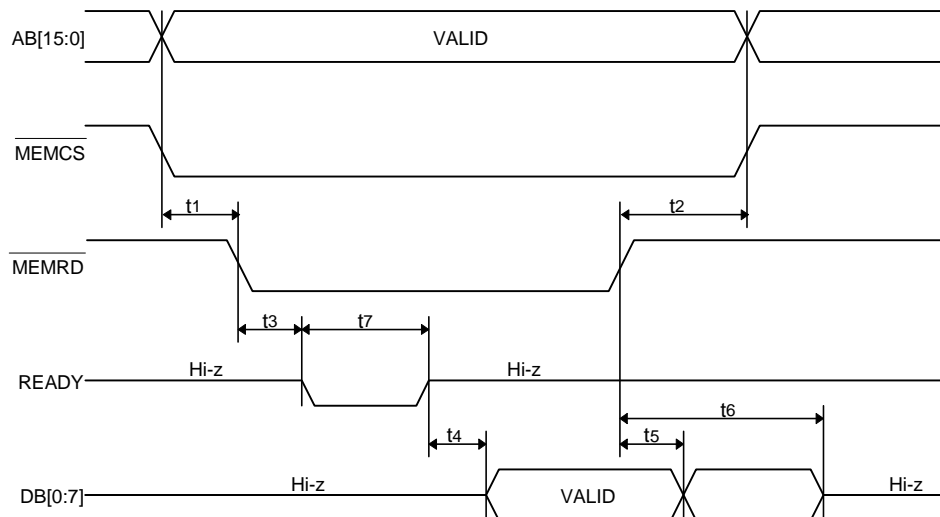 AB[15:0] VALID
MEMCS
t1 t2
MEMRD
t3 t7
READY Hi-z Hi-z
t6
t4 t5
DB[0:7] Hi-z VALID Hi-z